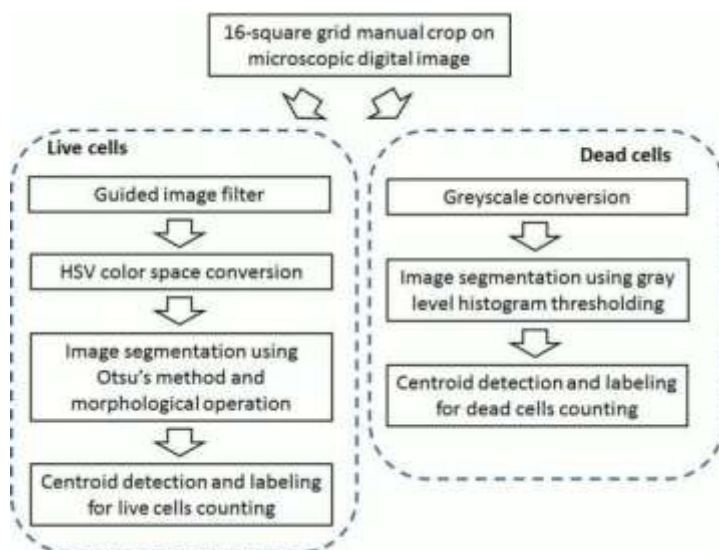 16-square grid manual crop on
microscopic digital image
Live cells
Guided image filter
HSV color space conversion
Image segmentation using
Otsu's method and
morphological operation
Centroid detection and labeling
for live cells counting
Dead cells
Greyscale conversion
Image segmentation using gray
level histogram thresholding
Centroid detection and labeling
for dead cells counting